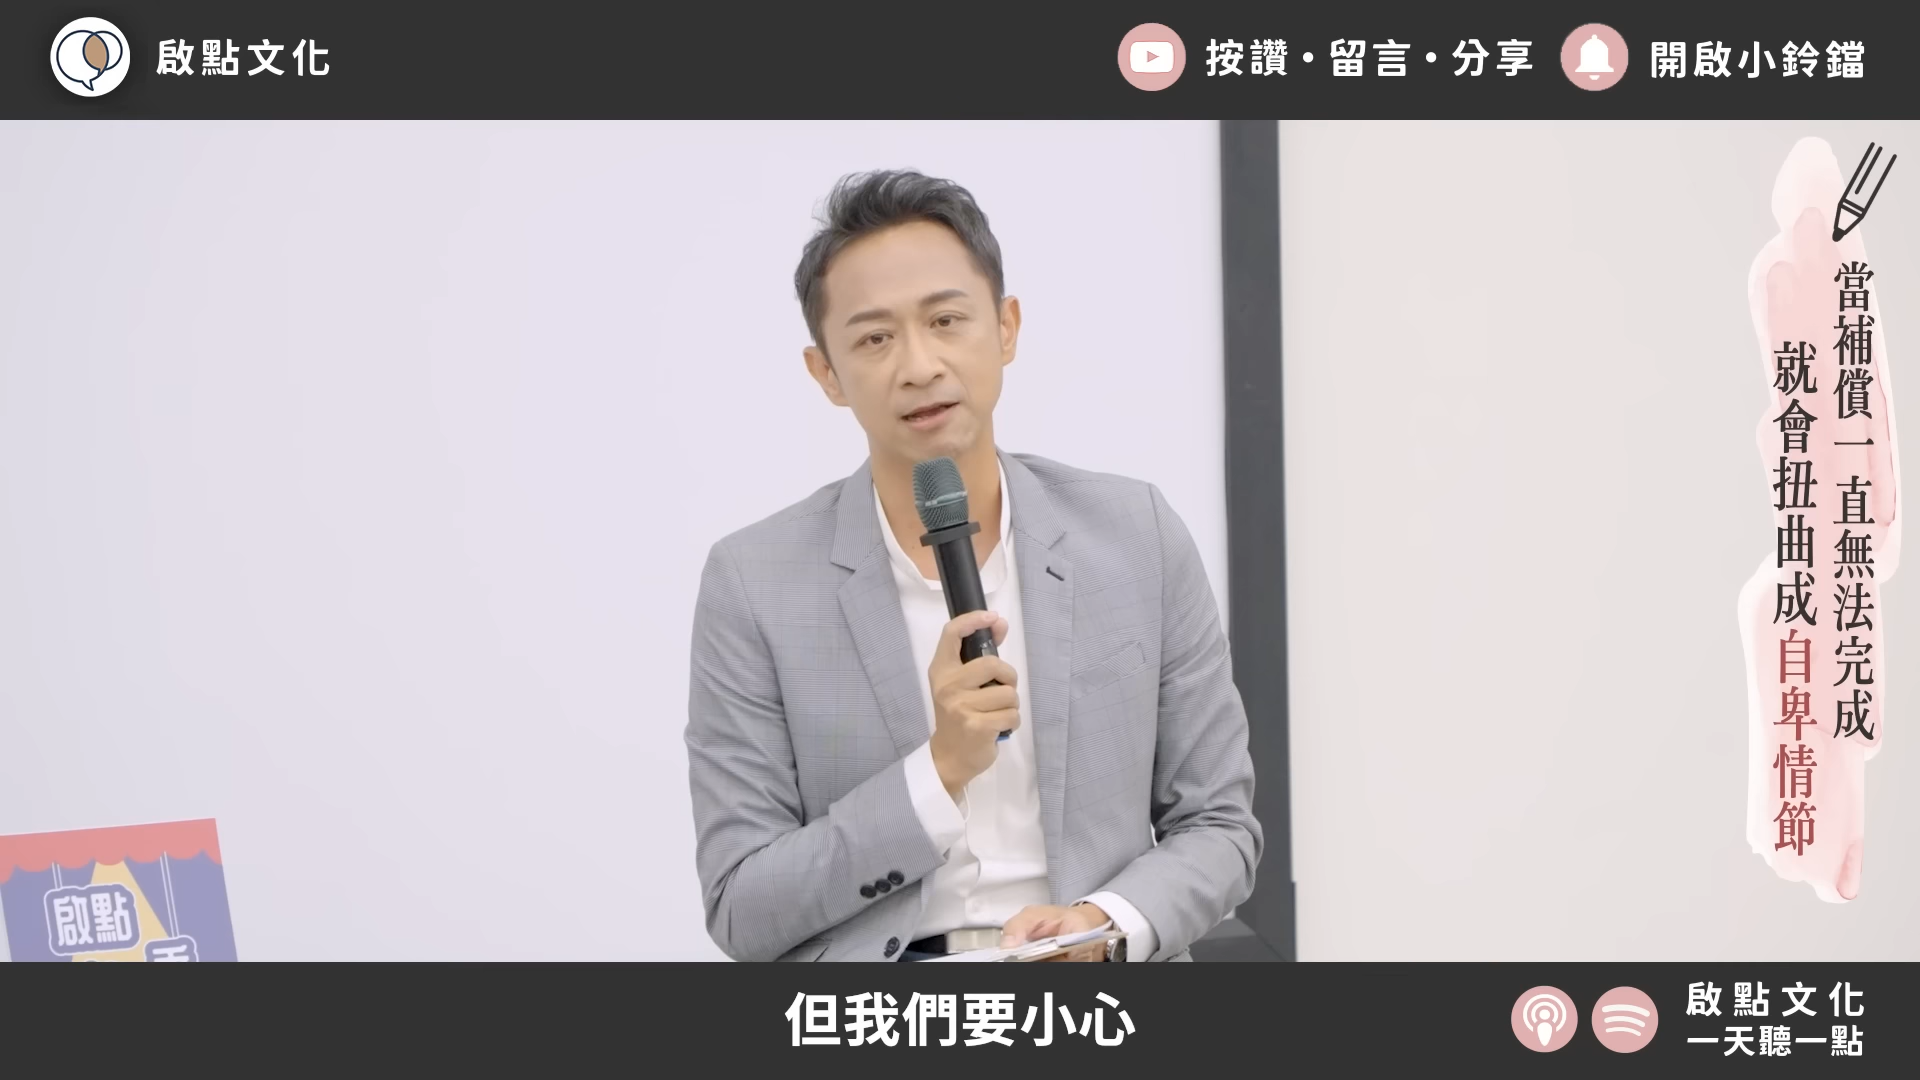 啟點文化
按讚・留言・分享
開啟小鈴鐺
當補償一直無法完成
就會扭曲成自卑情節
啟點
但我們要小心
啟點文化
一天聽一點